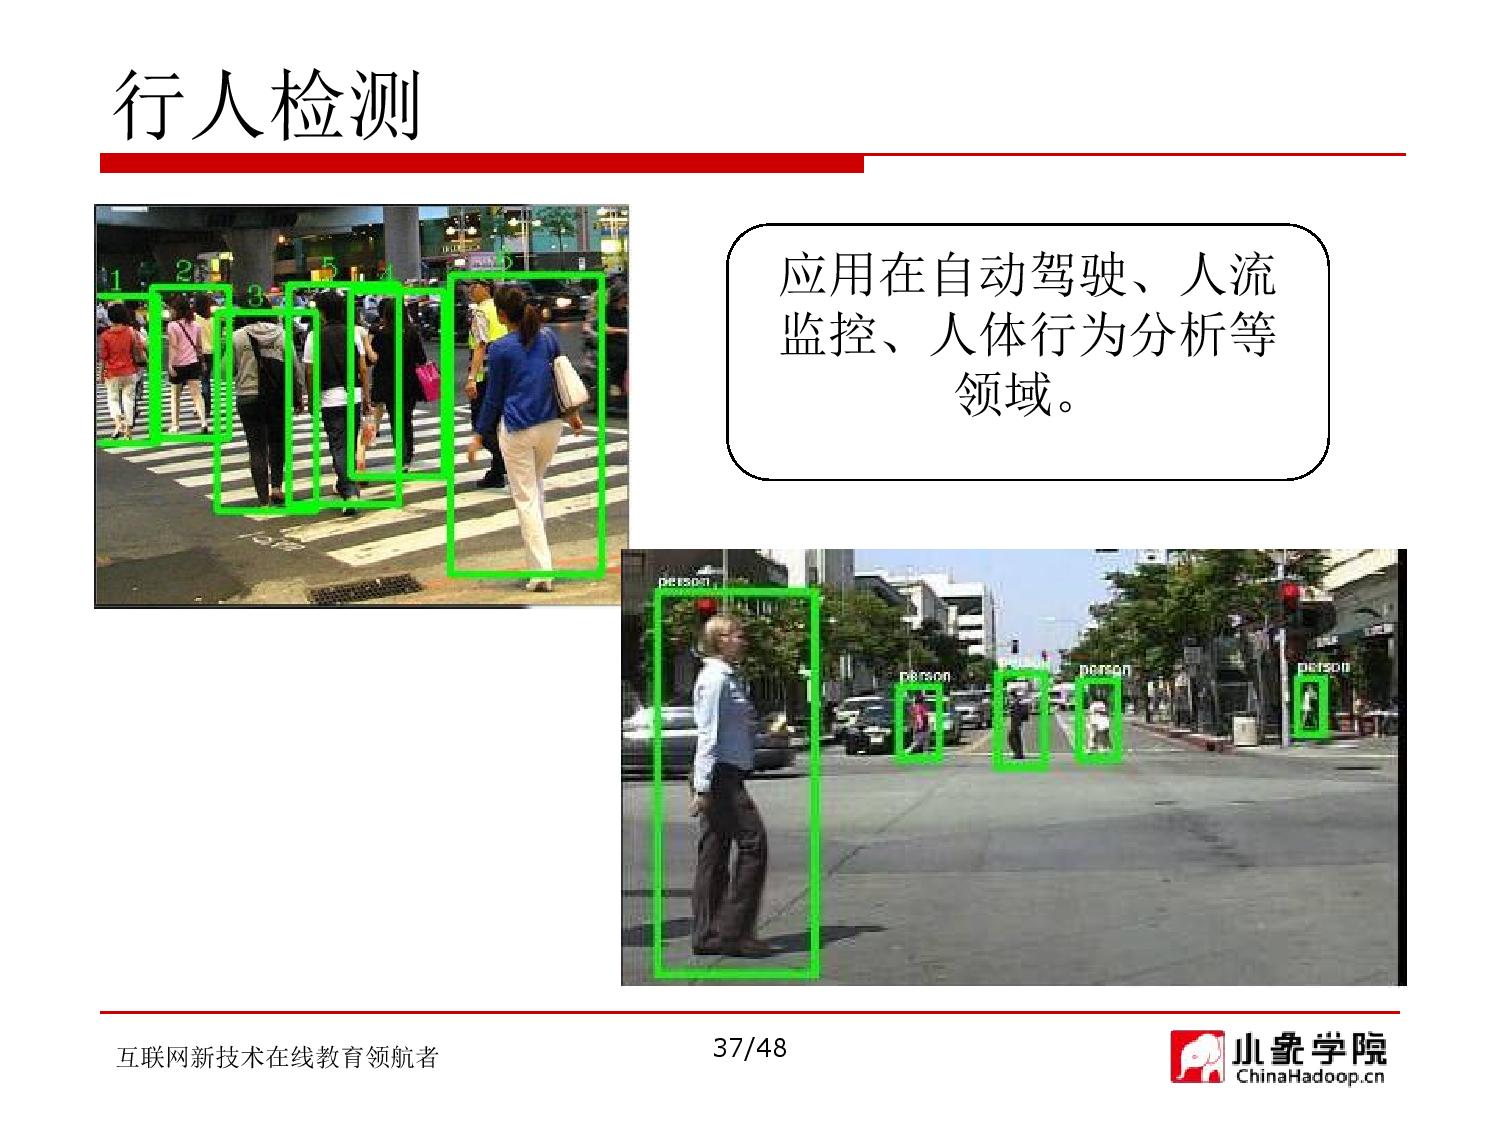 行人检测
1
2
3
5
4
应用在自动驾驶、人流
监控、人体行为分析等
领域。
person
person
person
person
互联网新技术在线教育领航者
37/48
小象学院
ChinaHadoop.cn